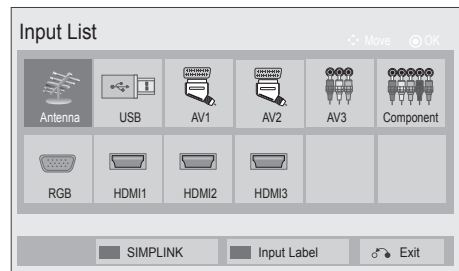 Input List
Move OK
Antenna USB AV1 AV2 AV3 Component
RGB HDMI1 HDMI2 HDMI3
SIMPLINK Input Label Exit